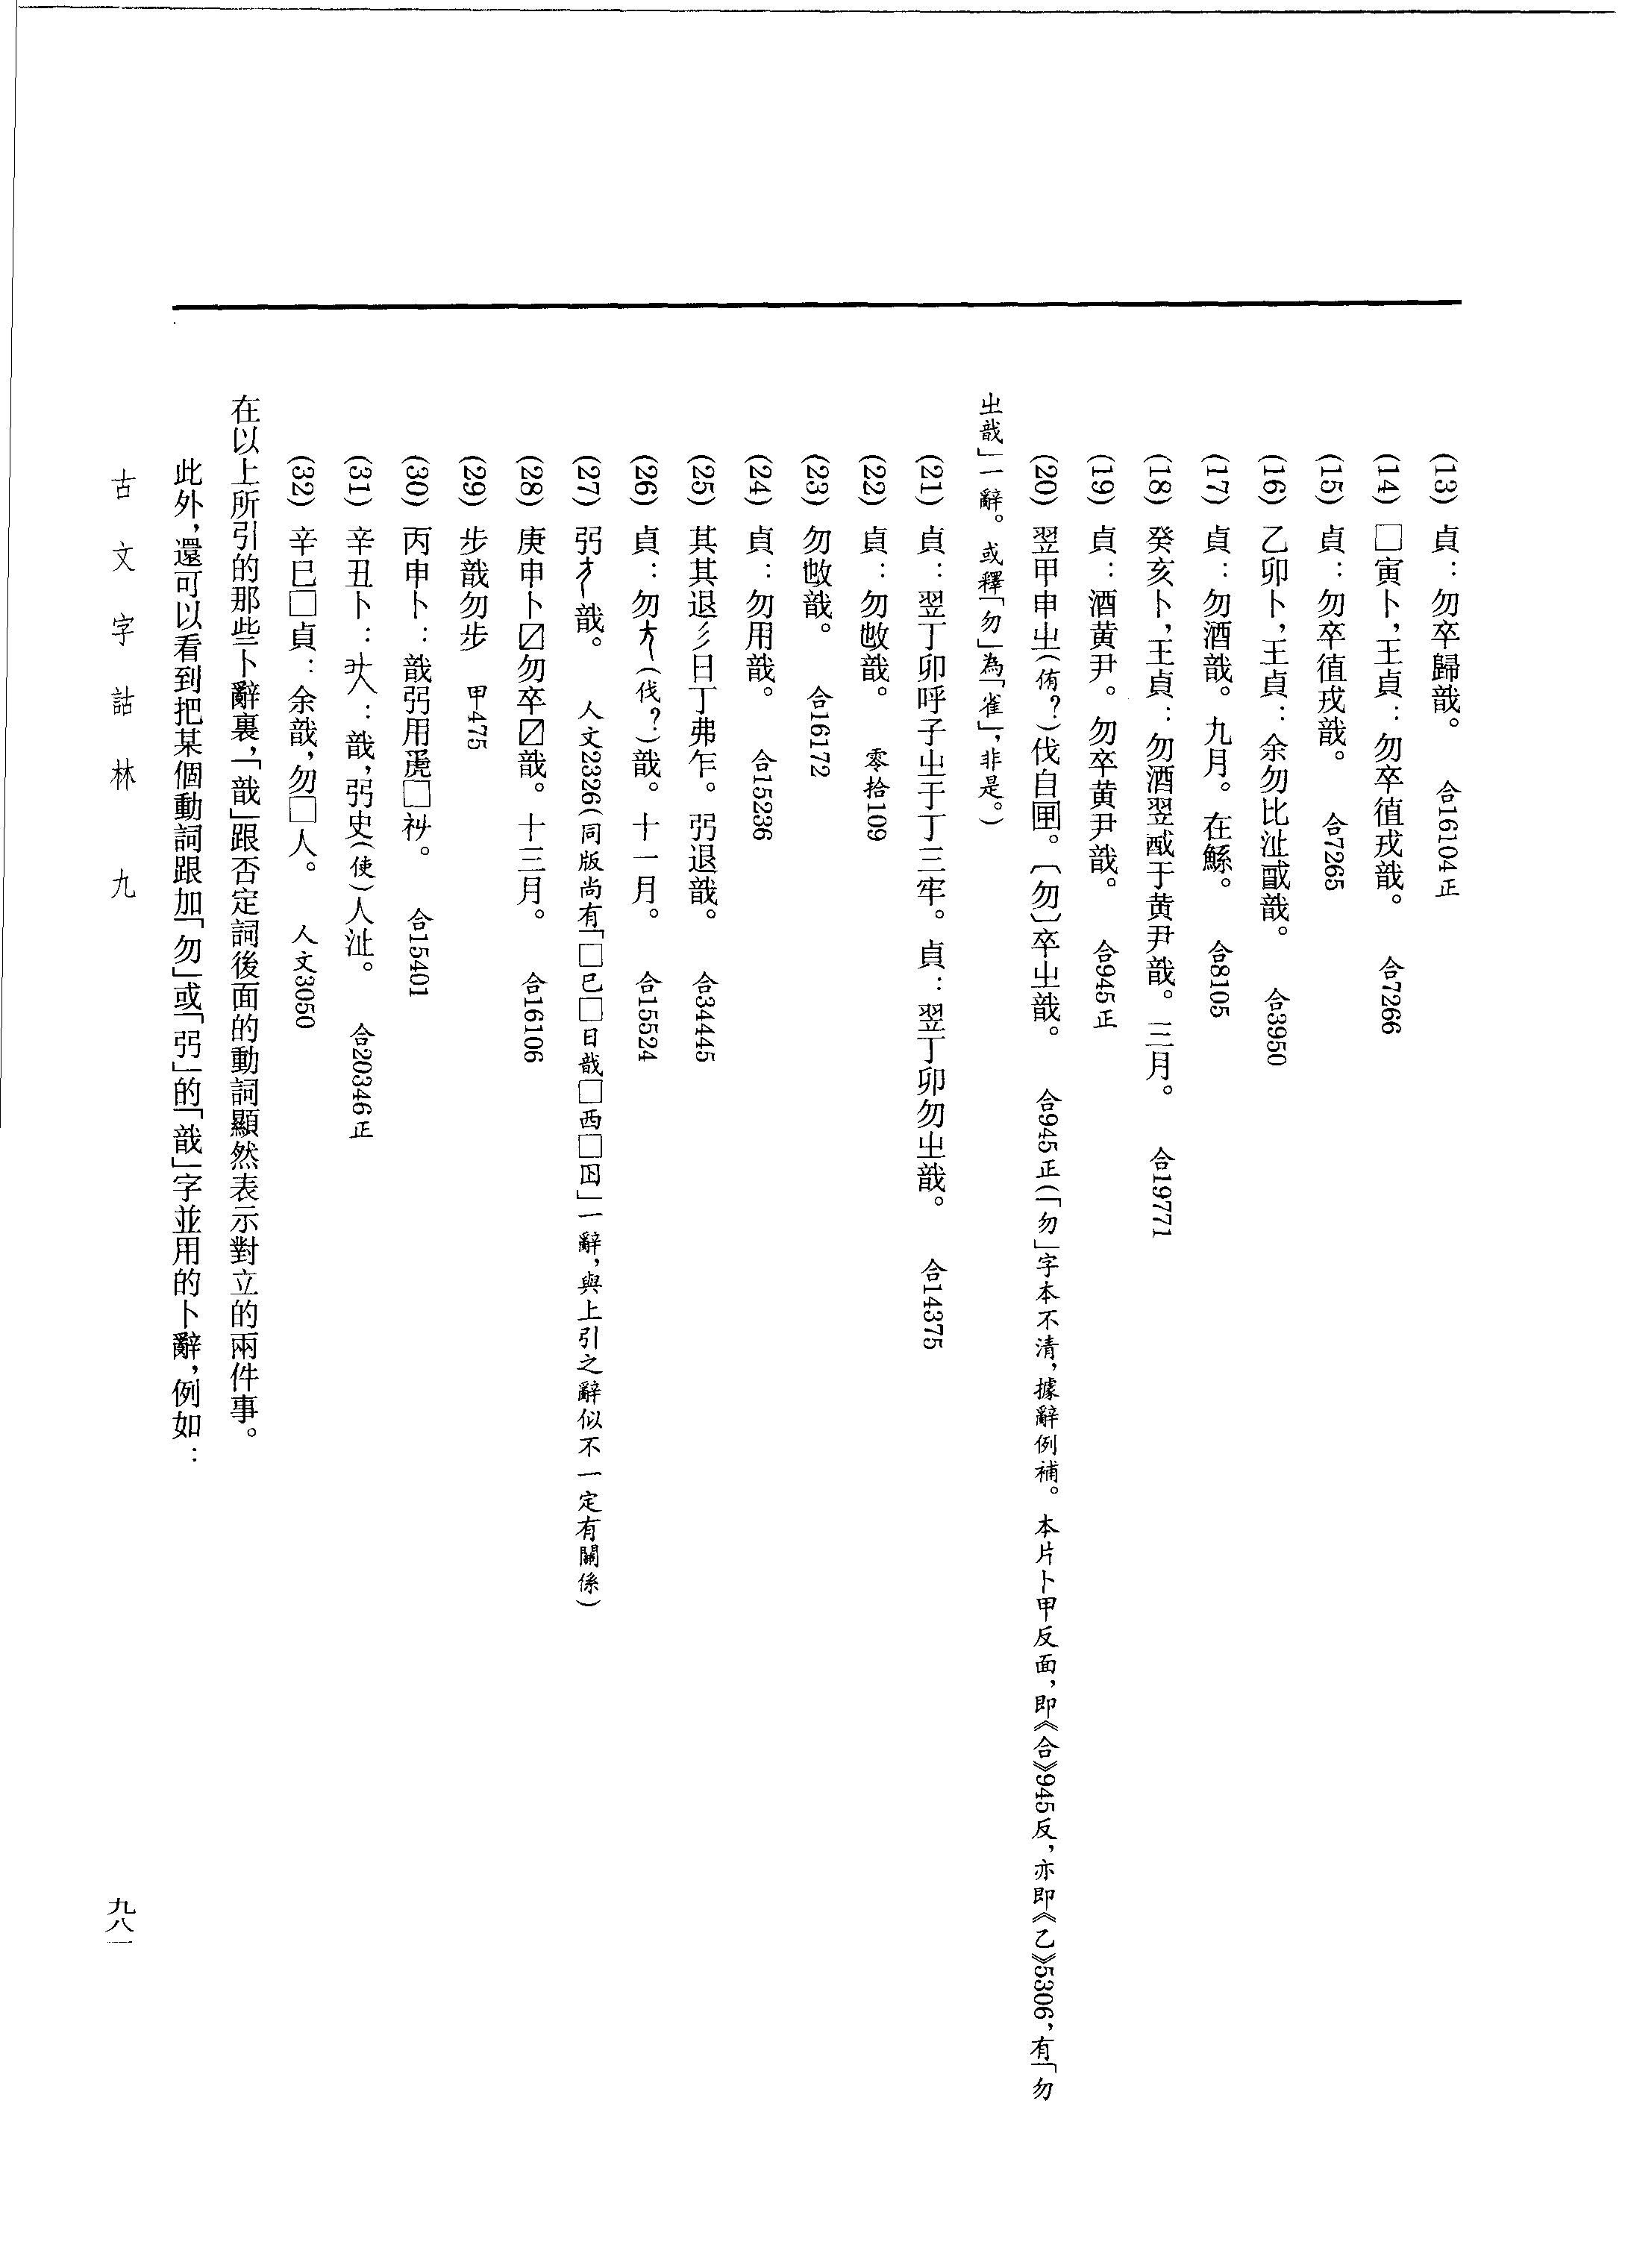 (13) 貞：勿卒歸戠。　合16104正
(14) □寅卜，王貞：勿卒值戎戠。　合7266
(15) 貞：勿卒值戎戠。　合7265
(16) 乙卯卜，王貞：余勿比沚戠。　合3950
(17) 貞：勿酒戠。九月。在鯀。　合8105
(18) 癸亥卜，王貞：勿酒翌于黄尹戠。三月。　合19771
(19) 貞：酒黄尹。勿卒黄尹戠。　合945正
(20) 翌甲申㞢(侑？)伐自。〔勿〕卒㞢戠。　合945正(「勿」字本不清，據辭例補。本片卜甲反面，即《合》945反，亦即《乙》5306，有「勿
㞢戠」一辭。或釋「勿」為「雀」，非是。)
(21) 貞：翌丁卯呼子㞢于丁三牢。貞：翌丁卯勿㞢戠。　合14375
(22) 貞：勿戠。　零拾109
(23) 勿戠。　合16172
(24) 貞：勿用戠。　合15236
(25) 其其退彡日丁弗乍。弜退戠。　合34445
(26) 貞：勿(伐？)戠。十一月。　合15524
(27) 弜戠。　人文2326(同版尚有「□已□日戠□西□」一辭，與上引之辭似不一定有關係)
(28) 庚申卜☑勿卒☑戠。十三月。　合16106
(29) 步戠勿步　甲475
(30) 丙申卜：戠弜用□。　合15401
(31) 辛丑卜：：戠，弜史(使)人沚。　合20346正
(32) 辛巳□貞：余戠，勿□人。　人文3050
在以上所引的那些卜辭裏，「戠」跟否定詞後面的動詞顯然表示對立的兩件事。
此外，還可以看到把某個動詞跟加「勿」或「弜」的「戠」字並用的卜辭，例如：
古文字詁林　九
九八一